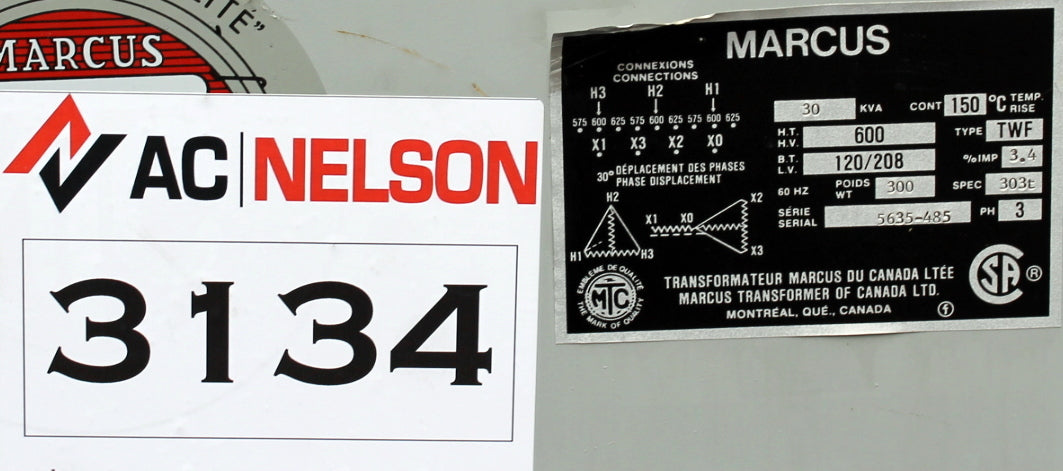 ITÉ”
MARCUS
AC|NELSON
3134
MARCUS
CONNEXIONS
CONNECTIONS
H3 H2 H1
575 600 625 575 600 625 575 600 625
X1 X3 X2 X0
30° DÉPLACEMENT DES PHASES
PHASE DISPLACEMENT
H2
H1 H3
X1 X0 X2
X3
30 KVA CONT 150 °C TEMP. RISE
H.T. H.V. 600 TYPE TWF
B.T. L.V. 120/208 % IMP 3.4
60 HZ POIDS WT 300 SPEC 303E
SÉRIE SERIAL 5635-485 PH 3
EMBLEME DE QUALITÉ
MTC
THE MARK OF QUALITY
TRANSFORMATEUR MARCUS DU CANADA LTÉE
MARCUS TRANSFORMER OF CANADA LTD.
MONTRÉAL, QUÉ., CANADA
SA ®